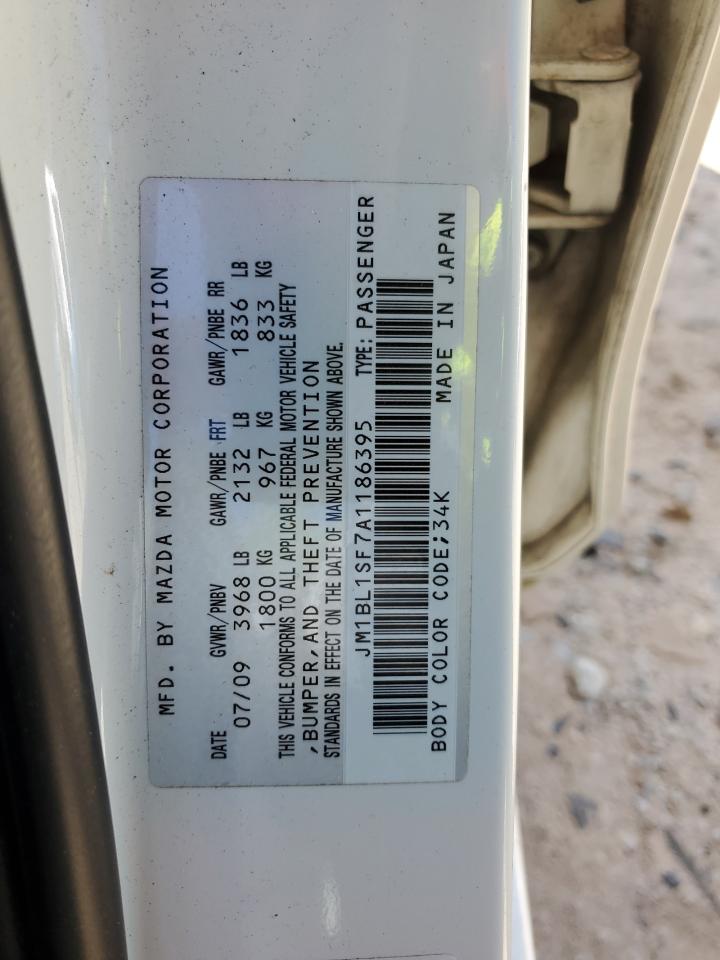 MFD. BY MAZDA MOTOR CORPORATION
DATE GVWR/PNBV GAWR/PNBE FRT GAWR/PNBE RR
07/09 3968 LB 2132 LB 1836 LB
1800 KG 967 KG 833 KG
THIS VEHICLE CONFORMS TO ALL APPLICABLE FEDERAL MOTOR VEHICLE SAFETY
,BUMPER,AND THEFT PREVENTION
STANDARDS IN EFFECT ON THE DATE OF MANUFACTURE SHOWN ABOVE.
JM1BL1SF7A1186395 TYPE: PASSENGER
BODY COLOR CODE;34K MADE IN JAPAN